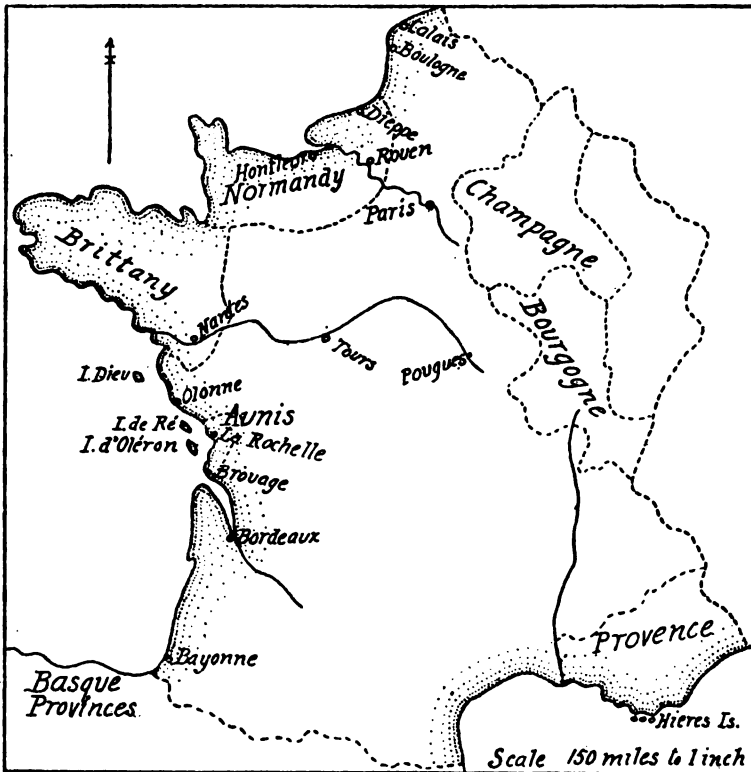 Calais
Boulogne
Dieppe
Rouen
Honfleur
Normandy
Paris
Champagne
Brittany
Bourgogne
Nantes
Tours
Pougues
I. Dieu
Olonne
Aunis
I. de Ré
La Rochelle
I. d'Oléron
Brouage
Bordeaux
Provence
Bayonne
Basque
Provinces
Hières Is.
Scale 150 miles to 1 inch